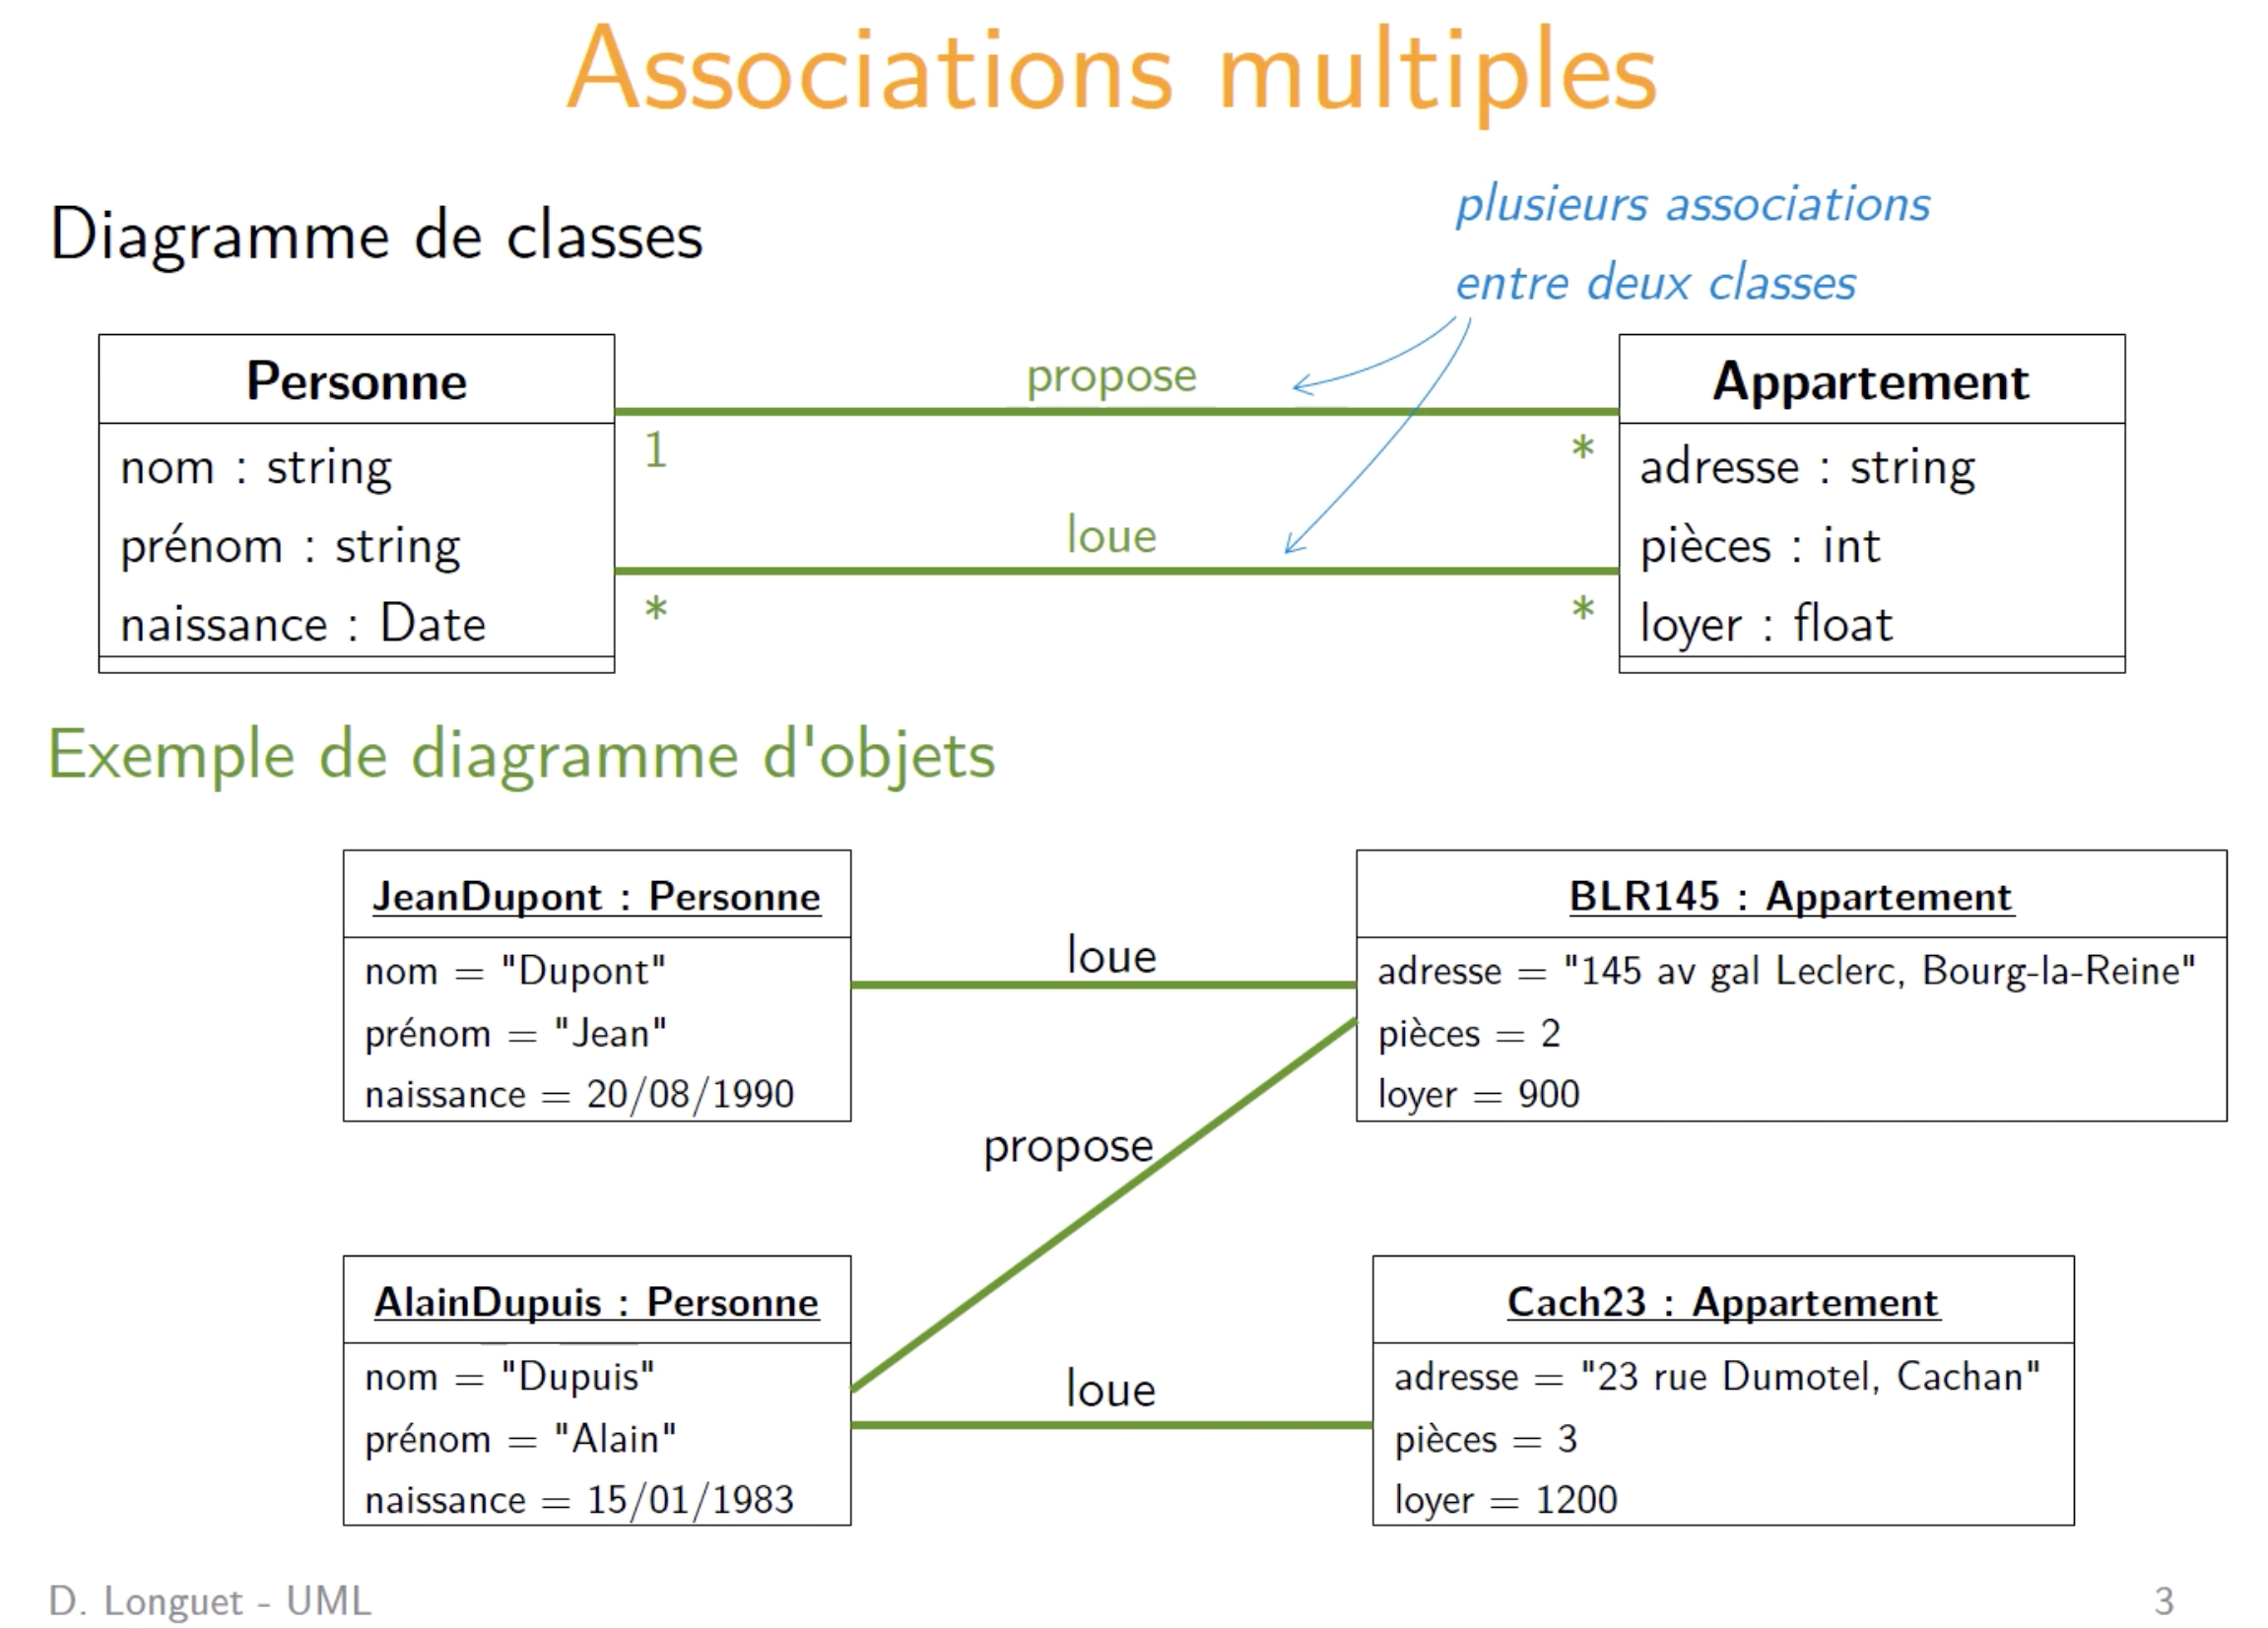 Associations multiples
Diagramme de classes
plusieurs associations
entre deux classes
Personne
nom : string
prénom : string
naissance : Date
propose
1
*
loue
*
*
Appartement
adresse : string
pièces : int
loyer : float
Exemple de diagramme d'objets
JeanDupont : Personne
nom = "Dupont"
prénom = "Jean"
naissance = 20/08/1990
loue
BLR145 : Appartement
adresse = "145 av gal Leclerc, Bourg-la-Reine"
pièces = 2
loyer = 900
propose
AlainDupuis : Personne
nom = "Dupuis"
prénom = "Alain"
naissance = 15/01/1983
loue
Cach23 : Appartement
adresse = "23 rue Dumotel, Cachan"
pièces = 3
loyer = 1200
D. Longuet - UML
3